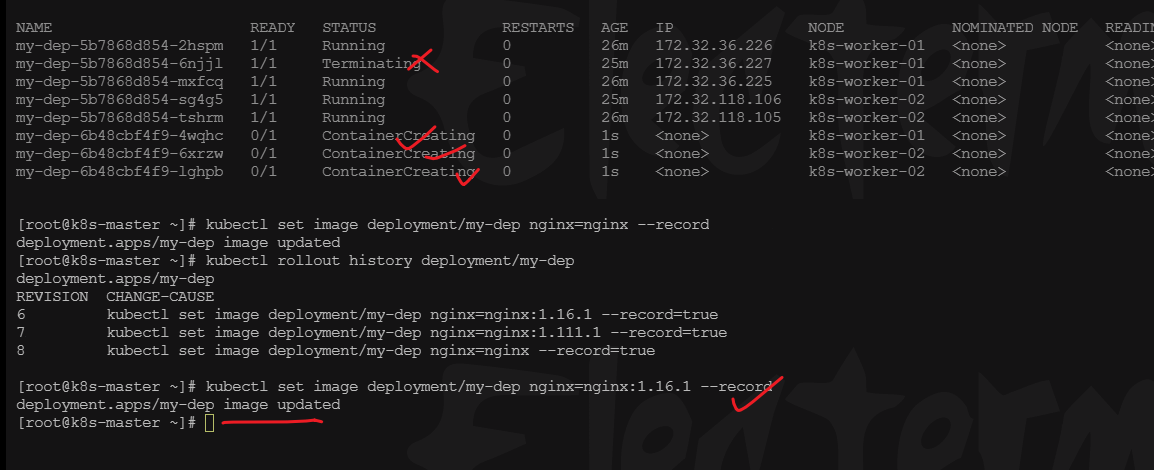 NAME READY STATUS RESTARTS AGE IP NODE NOMINATED NODE READIN
my-dep-5b7868d854-2hspm 1/1 Running 0 26m 172.32.36.226 k8s-worker-01 <none> <none>
my-dep-5b7868d854-6njjl 1/1 Terminating 0 25m 172.32.36.227 k8s-worker-01 <none> <none>
my-dep-5b7868d854-mxfcq 1/1 Running 0 26m 172.32.36.225 k8s-worker-01 <none> <none>
my-dep-5b7868d854-sg4g5 1/1 Running 0 25m 172.32.118.106 k8s-worker-02 <none> <none>
my-dep-5b7868d854-tshrm 1/1 Running 0 26m 172.32.118.105 k8s-worker-02 <none> <none>
my-dep-6b48cbf4f9-4wqhc 0/1 ContainerCreating 0 1s <none> k8s-worker-01 <none> <none>
my-dep-6b48cbf4f9-6xrzw 0/1 ContainerCreating 0 1s <none> k8s-worker-02 <none> <none>
my-dep-6b48cbf4f9-lghpb 0/1 ContainerCreating 0 1s <none> k8s-worker-02 <none> <none>
[root@k8s-master ~]# kubectl set image deployment/my-dep nginx=nginx --record
deployment.apps/my-dep image updated
[root@k8s-master ~]# kubectl rollout history deployment/my-dep
deployment.apps/my-dep
REVISION CHANGE-CAUSE
6 kubectl set image deployment/my-dep nginx=nginx:1.16.1 --record=true
7 kubectl set image deployment/my-dep nginx=nginx:1.111.1 --record=true
8 kubectl set image deployment/my-dep nginx=nginx --record=true
[root@k8s-master ~]# kubectl set image deployment/my-dep nginx=nginx:1.16.1 --record
deployment.apps/my-dep image updated
[root@k8s-master ~]#